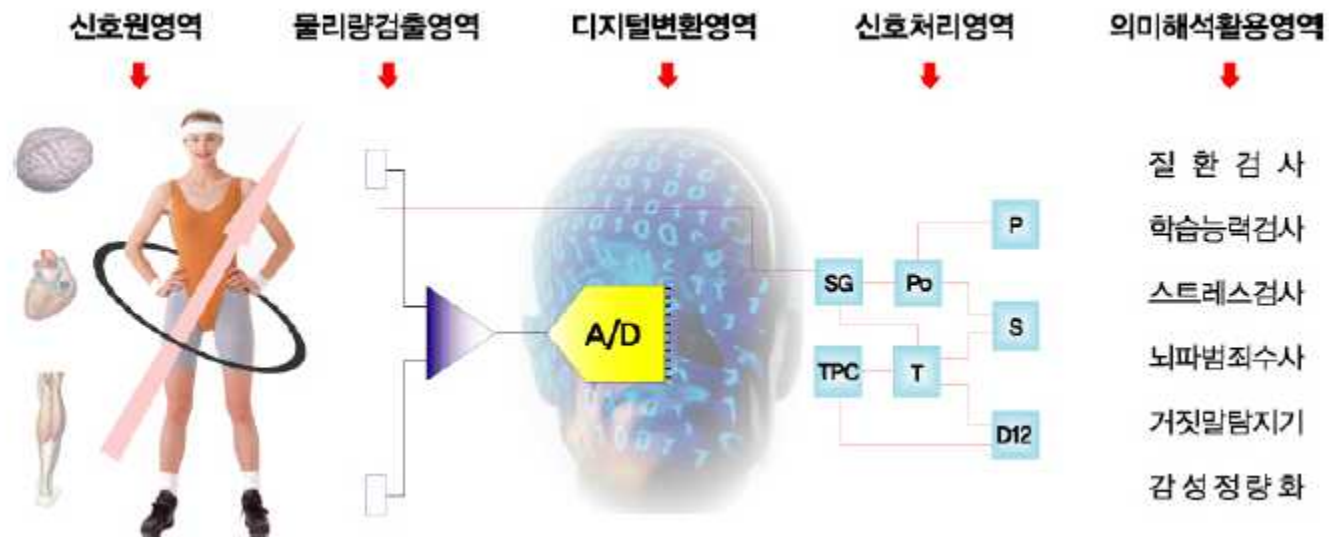 신호원영역 물리량검출영역 디지털변환영역 신호처리영역 의미해석활용영역
질 환 검 사
학습능력검사
스트레스검사
뇌파범죄수사
거짓말탐지기
감 성 정 량 화
A/D
P
SG Po
S
TPC T
D12